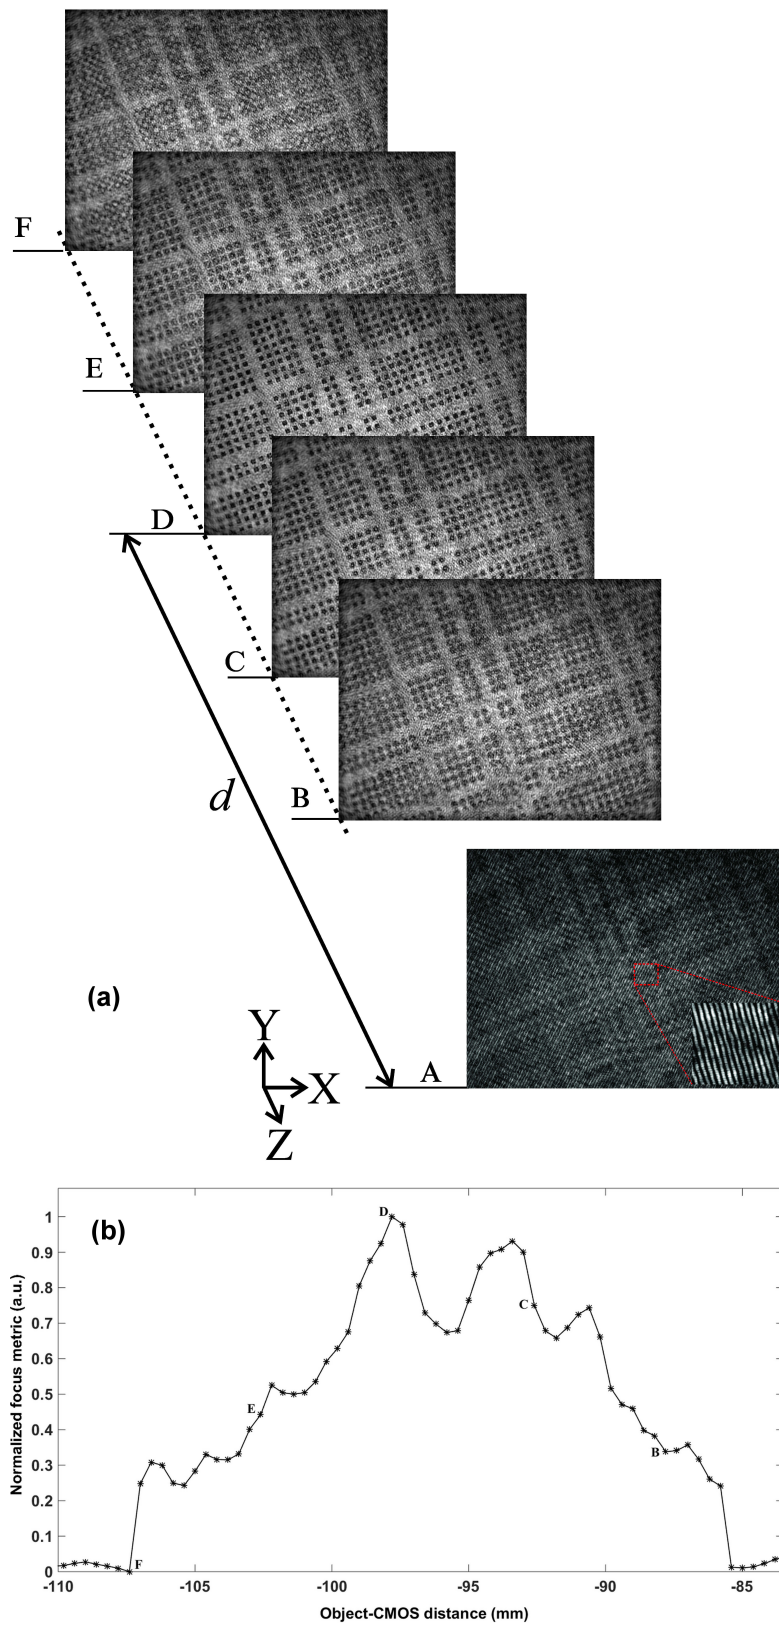 F
E
D
C
d
B
(a)
Y
A
X
Z
(b)
Normalized focus metric (a.u.)
1
0.9
0.8
0.7
0.6
0.5
0.4
0.3
0.2
0.1
0
D
C
E
B
F
-110
-105
-100
-95
-90
-85
Object-CMOS distance (mm)